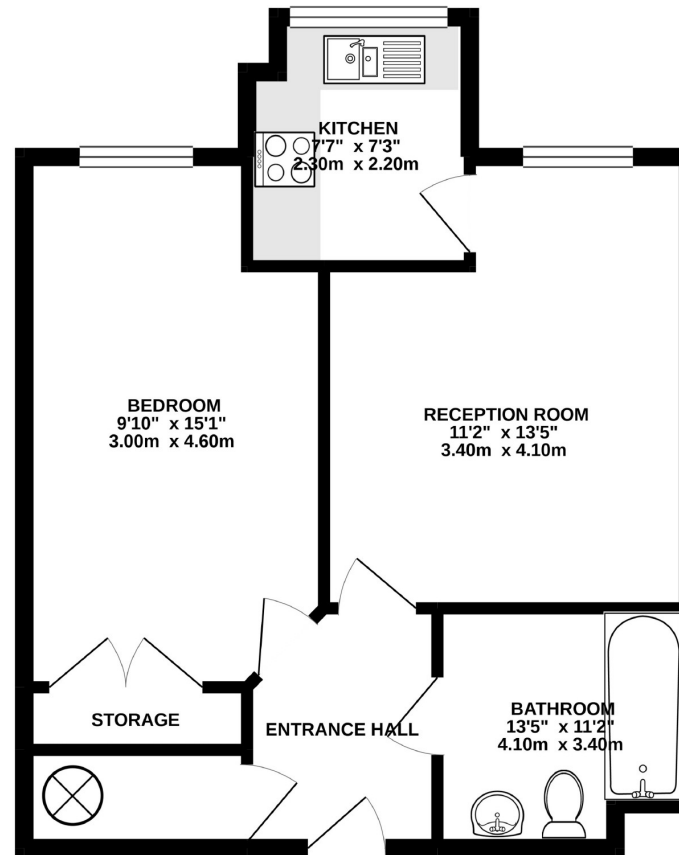 KITCHEN
7'7" x 7'3"
2.30m x 2.20m
BEDROOM
9'10" x 15'1"
3.00m x 4.60m
RECEPTION ROOM
11'2" x 13'5"
3.40m x 4.10m
STORAGE
ENTRANCE HALL
BATHROOM
13'5" x 11'2"
4.10m x 3.40m